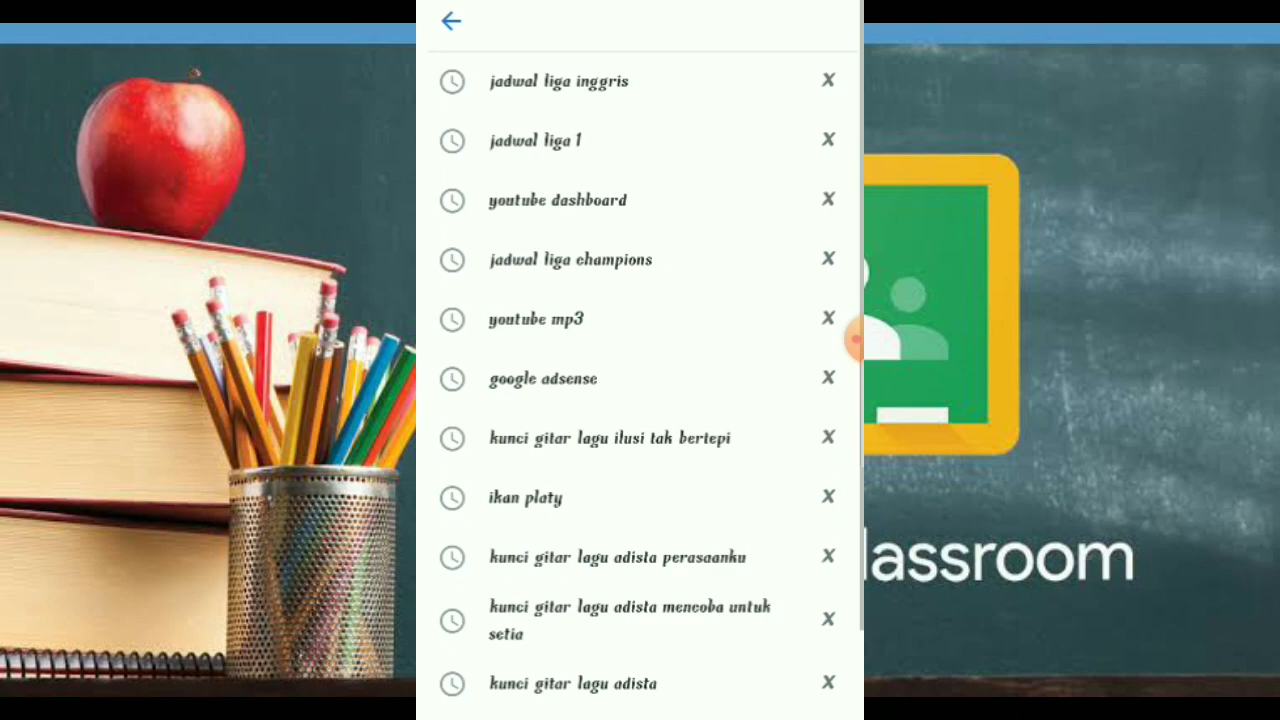 jadwal liga inggris X
jadwal liga 1 X
youtube dashboard X
jadwal liga champions X
youtube mp3 X
google adsense X
kunci gitar lagu ilusi tak bertepi X
ikan platy X
lassroom
kunci gitar lagu adista perasaanku X
kunci gitar lagu adista mencoba untuk
setia X
kunci gitar lagu adista X